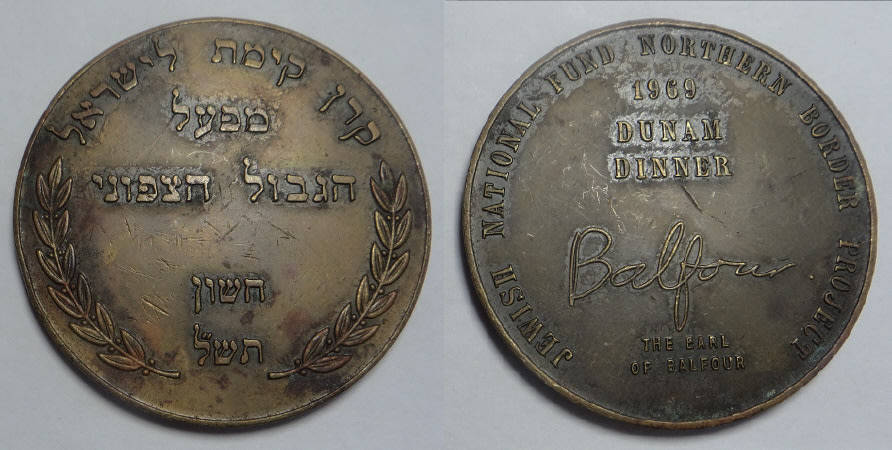 קרן קימת לישראל
מפעל
הגבול הצפוני
חשון
תש"ל
JEWISH NATIONAL FUND NORTHERN BORDER PROJECT
1969
DUNAM
DINNER
Balfour
THE EARL
OF BALFOUR